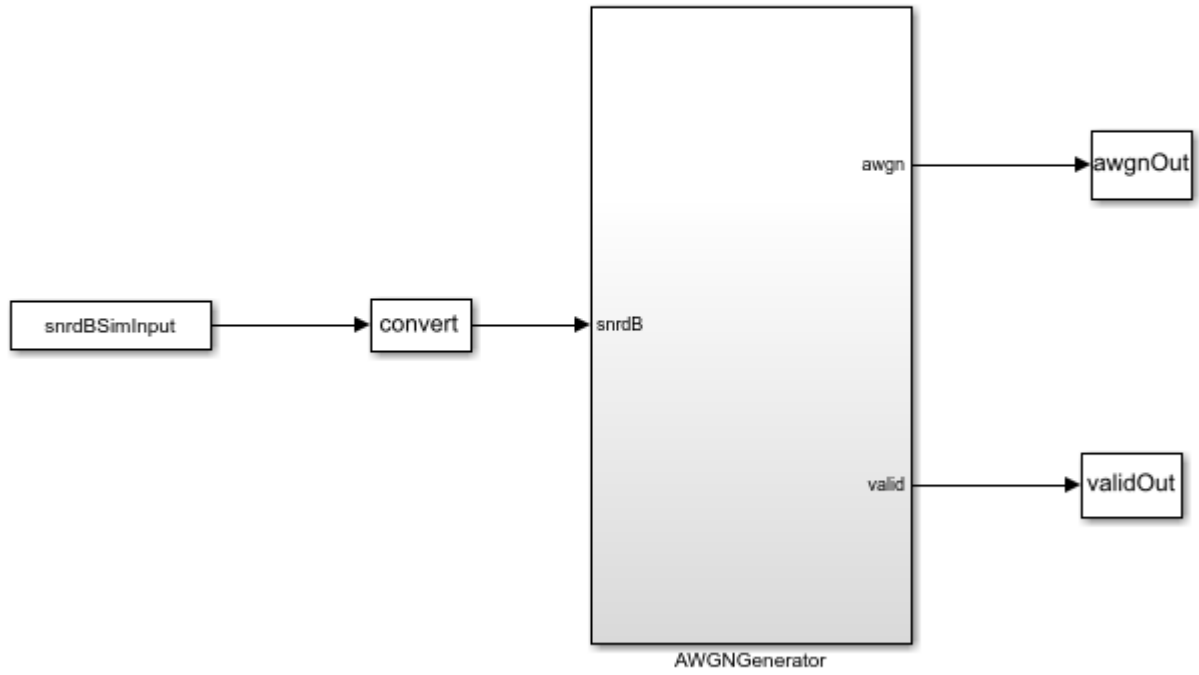 awgn
awgnOut
snrdBSimInput
convert
snrdB
valid
validOut
AWGNGenerator